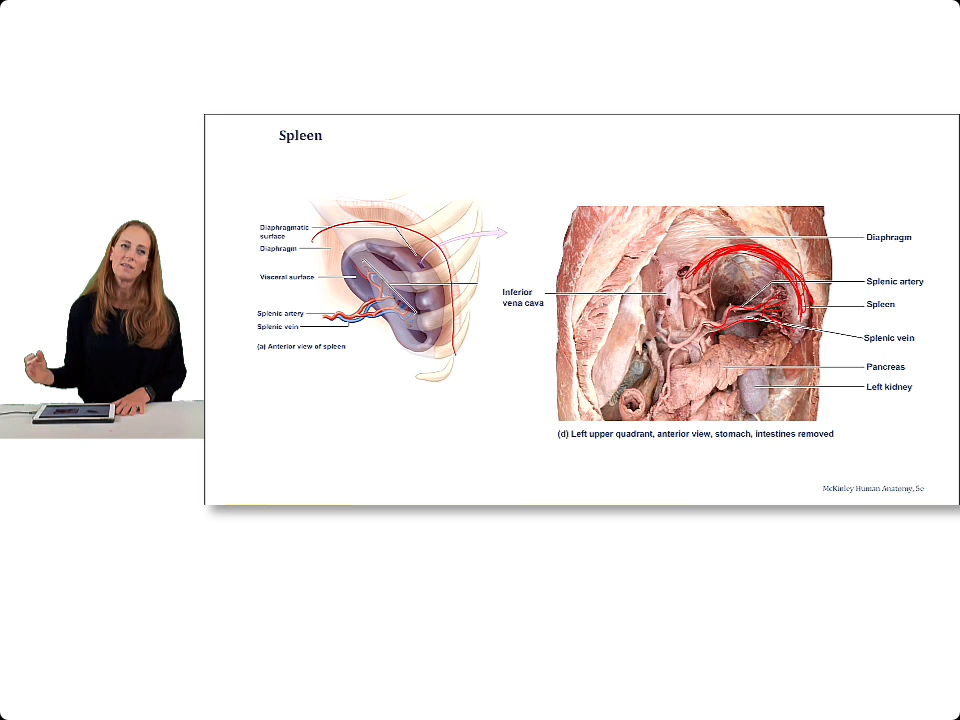 Spleen
Diaphragmatic
surface
Diaphragm
Visceral surface
Splenic artery
Splenic vein
(a) Anterior view of spleen
Inferior
vena cava
Diaphragm
Splenic artery
Spleen
Splenic vein
Pancreas
Left kidney
(d) Left upper quadrant, anterior view, stomach, intestines removed
McKinley Human Anatomy, 5e